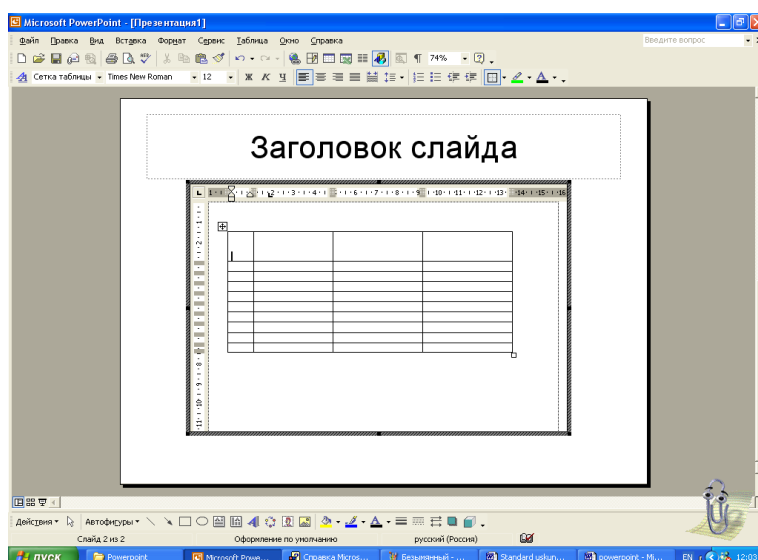 Microsoft PowerPoint - [Презентация1]
Файл Правка Вид Вставка Формат Сервис Таблица Окно Справка Введите вопрос
74%
Сетка таблицы Times New Roman 12 Ж К Ч
Заголовок слайда
Действия Автофигуры
Слайд 2 из 2 Оформление по умолчанию русский (Россия)
пуск Powerpoint Microsoft Powe... Справка Micros... Безымянный - ... Standard uskun... powerpoint - Mi... EN 12:03